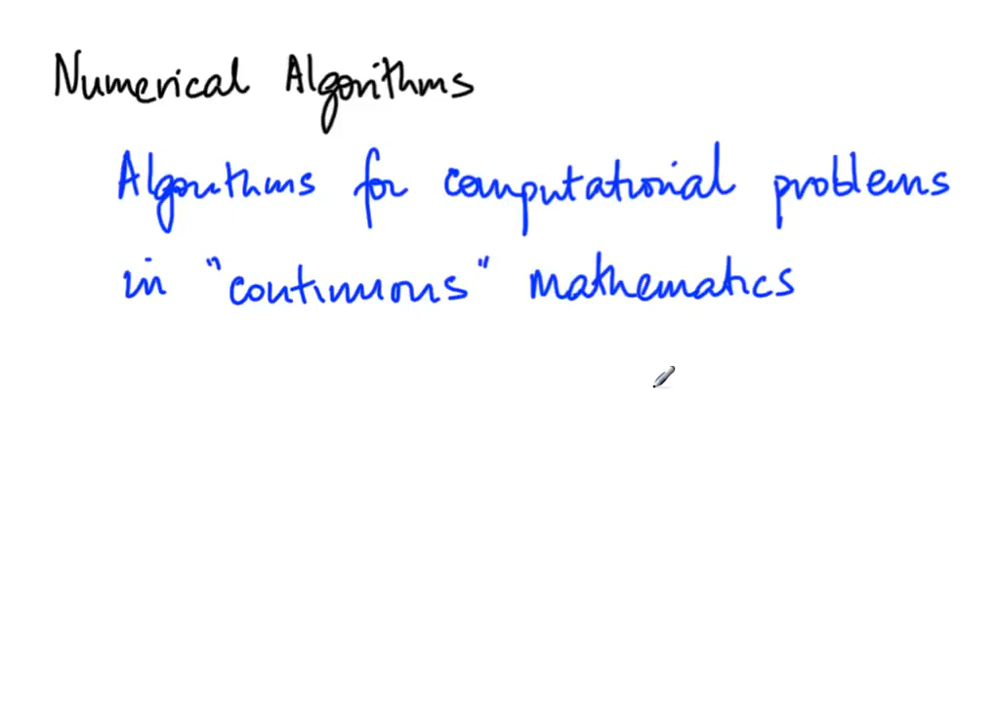 Numerical Algorithms
Algorithms for computational problems
in "continuous" mathematics